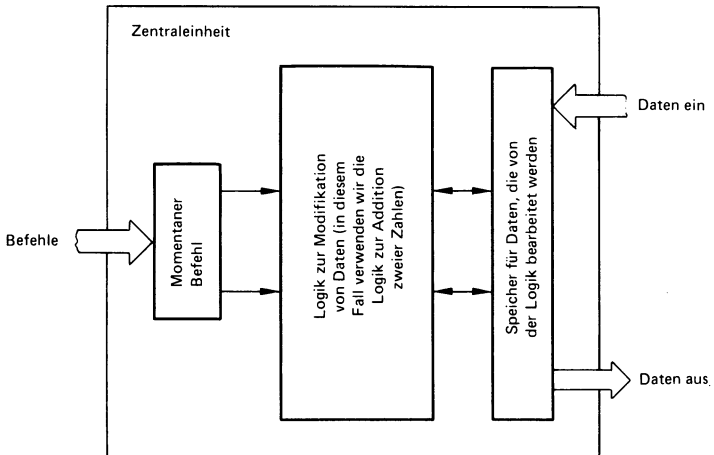 Zentraleinheit
Befehle
Momentaner
Befehl
Logik zur Modifikation
von Daten (in diesem
Fall verwenden wir die
Logik zur Addition
zweier Zahlen)
Speicher für Daten, die von
der Logik bearbeitet werden
Daten ein
Daten aus